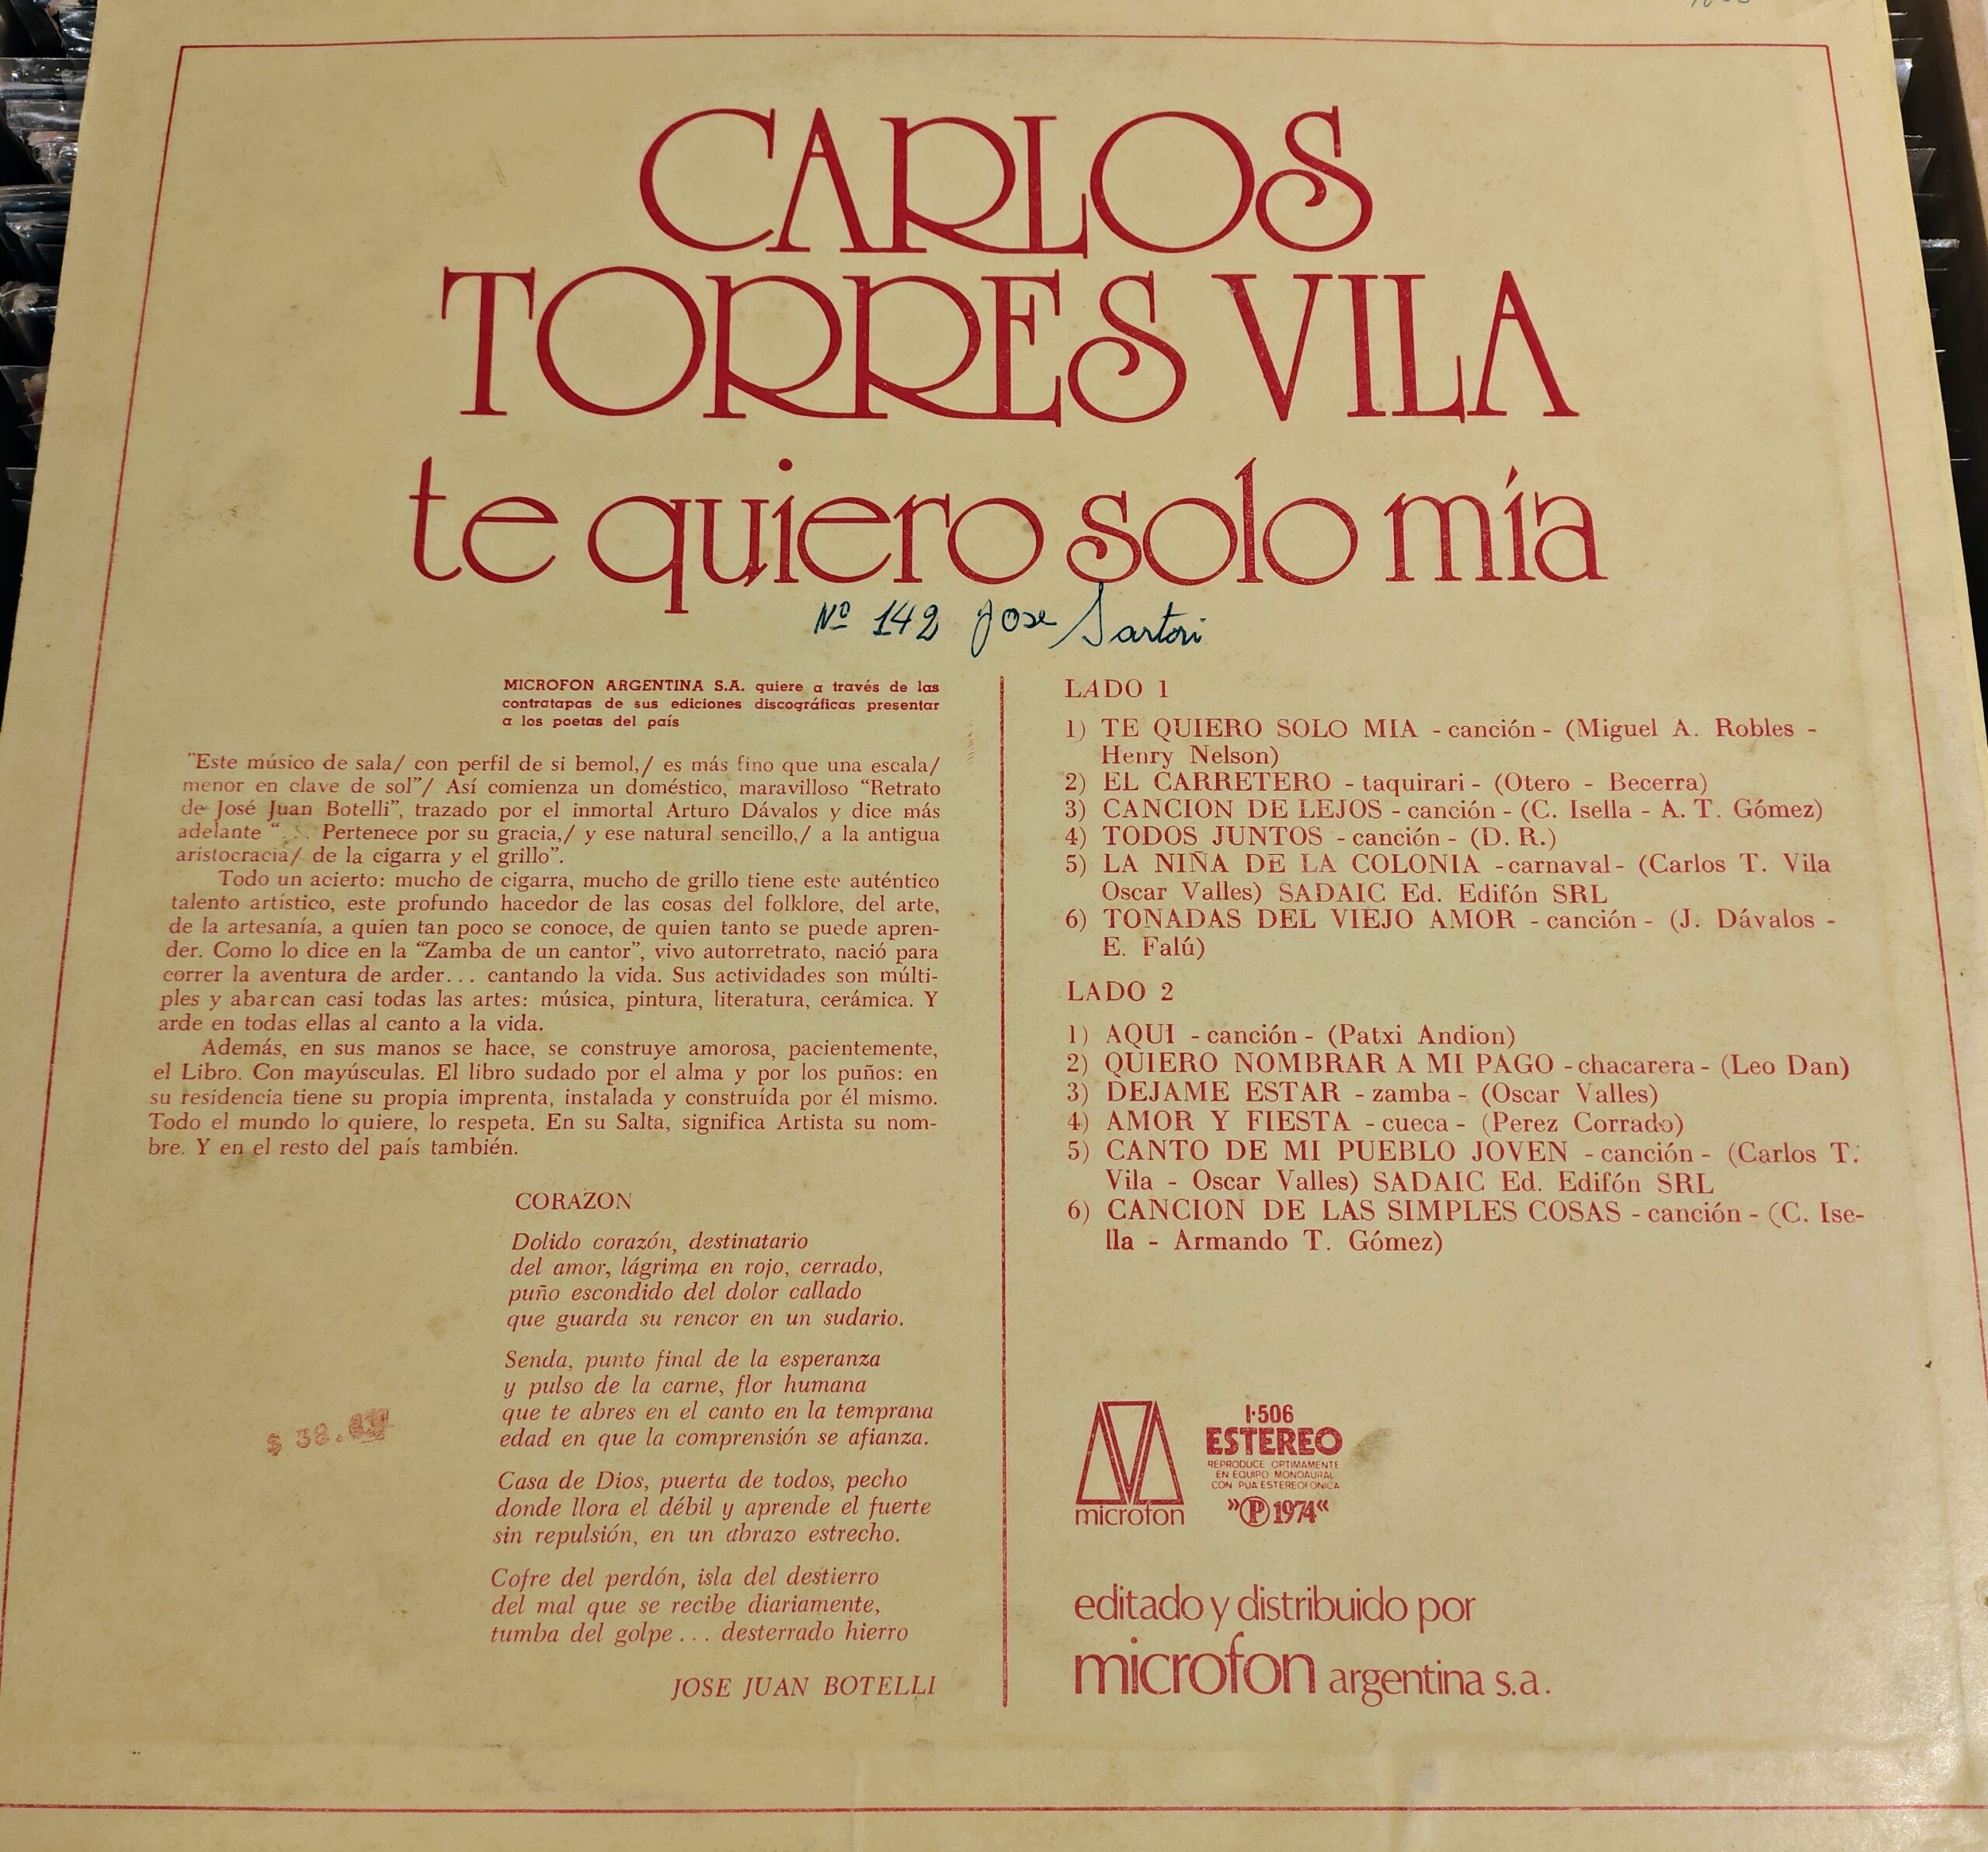 CARLOS
TORRES VILA
te quiero solo mía
Nº 142 Jose Sartori
MICROFON ARGENTINA S.A. quiere a través de las
contratapas de sus ediciones discográficas presentar
a los poetas del país
"Este músico de sala/ con perfil de si bemol,/ es más fino que una escala/
menor en clave de sol"/ Así comienza un doméstico, maravilloso "Retrato
de José Juan Botelli", trazado por el inmortal Arturo Dávalos y dice más
adelante ". . . Pertenece por su gracia,/ y ese natural sencillo,/ a la antigua
aristocracia/ de la cigarra y el grillo".
Todo un acierto: mucho de cigarra, mucho de grillo tiene este auténtico
talento artístico, este profundo hacedor de las cosas del folklore, del arte,
de la artesanía, a quien tan poco se conoce, de quien tanto se puede apren-
der. Como lo dice en la "Zamba de un cantor", vivo autorretrato, nació para
correr la aventura de arder... cantando la vida. Sus actividades son múlti-
ples y abarcan casi todas las artes: música, pintura, literatura, cerámica. Y
arde en todas ellas al canto a la vida.
Además, en sus manos se hace, se construye amorosa, pacientemente,
el Libro. Con mayúsculas. El libro sudado por el alma y por los puños: en
su residencia tiene su propia imprenta, instalada y construída por él mismo.
Todo el mundo lo quiere, lo respeta. En su Salta, significa Artista su nom-
bre. Y en el resto del país también.
CORAZON
Dolido corazón, destinatario
del amor, lágrima en rojo, cerrado,
puño escondido del dolor callado
que guarda su rencor en un sudario.
Senda, punto final de la esperanza
y pulso de la carne, flor humana
que te abres en el canto en la temprana
edad en que la comprensión se afianza.
Casa de Dios, puerta de todos, pecho
donde llora el débil y aprende el fuerte
sin repulsión, en un abrazo estrecho.
Cofre del perdón, isla del destierro
del mal que se recibe diariamente,
tumba del golpe... desterrado hierro
JOSE JUAN BOTELLI
LADO 1
1) TE QUIERO SOLO MIA - canción - (Miguel A. Robles -
Henry Nelson)
2) EL CARRETERO - taquirari - (Otero - Becerra)
3) CANCION DE LEJOS - canción - (C. Isella - A. T. Gómez)
4) TODOS JUNTOS - canción - (D. R.)
5) LA NIÑA DE LA COLONIA - carnaval - (Carlos T. Vila
Oscar Valles) SADAIC Ed. Edifón SRL
6) TONADAS DEL VIEJO AMOR - canción - (J. Dávalos -
E. Falú)
LADO 2
1) AQUI - canción - (Patxi Andion)
2) QUIERO NOMBRAR A MI PAGO - chacarera - (Leo Dan)
3) DEJAME ESTAR - zamba - (Oscar Valles)
4) AMOR Y FIESTA - cueca - (Perez Corrado)
5) CANTO DE MI PUEBLO JOVEN - canción - (Carlos T.
Vila - Oscar Valles) SADAIC Ed. Edifón SRL
6) CANCION DE LAS SIMPLES COSAS - canción - (C. Ise-
lla - Armando T. Gómez)
microfon
I-506
ESTEREO
REPRODUCE OPTIMAMENTE
EN EQUIPO MONOAURAL
CON PUA ESTEREOFONICA
»Ⓟ 1974«
editado y distribuido por
microfon argentina s.a.